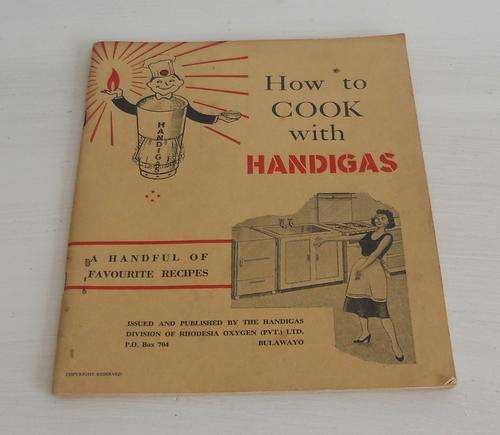 How to
COOK
with
HANDIGAS
HANDIGAS
A HANDFUL OF
FAVOURITE RECIPES
ISSUED AND PUBLISHED BY THE HANDIGAS
DIVISION OF RHODESIA OXYGEN (PVT.) LTD.
P.O. Box 704 BULAWAYO
COPYRIGHT RESERVED